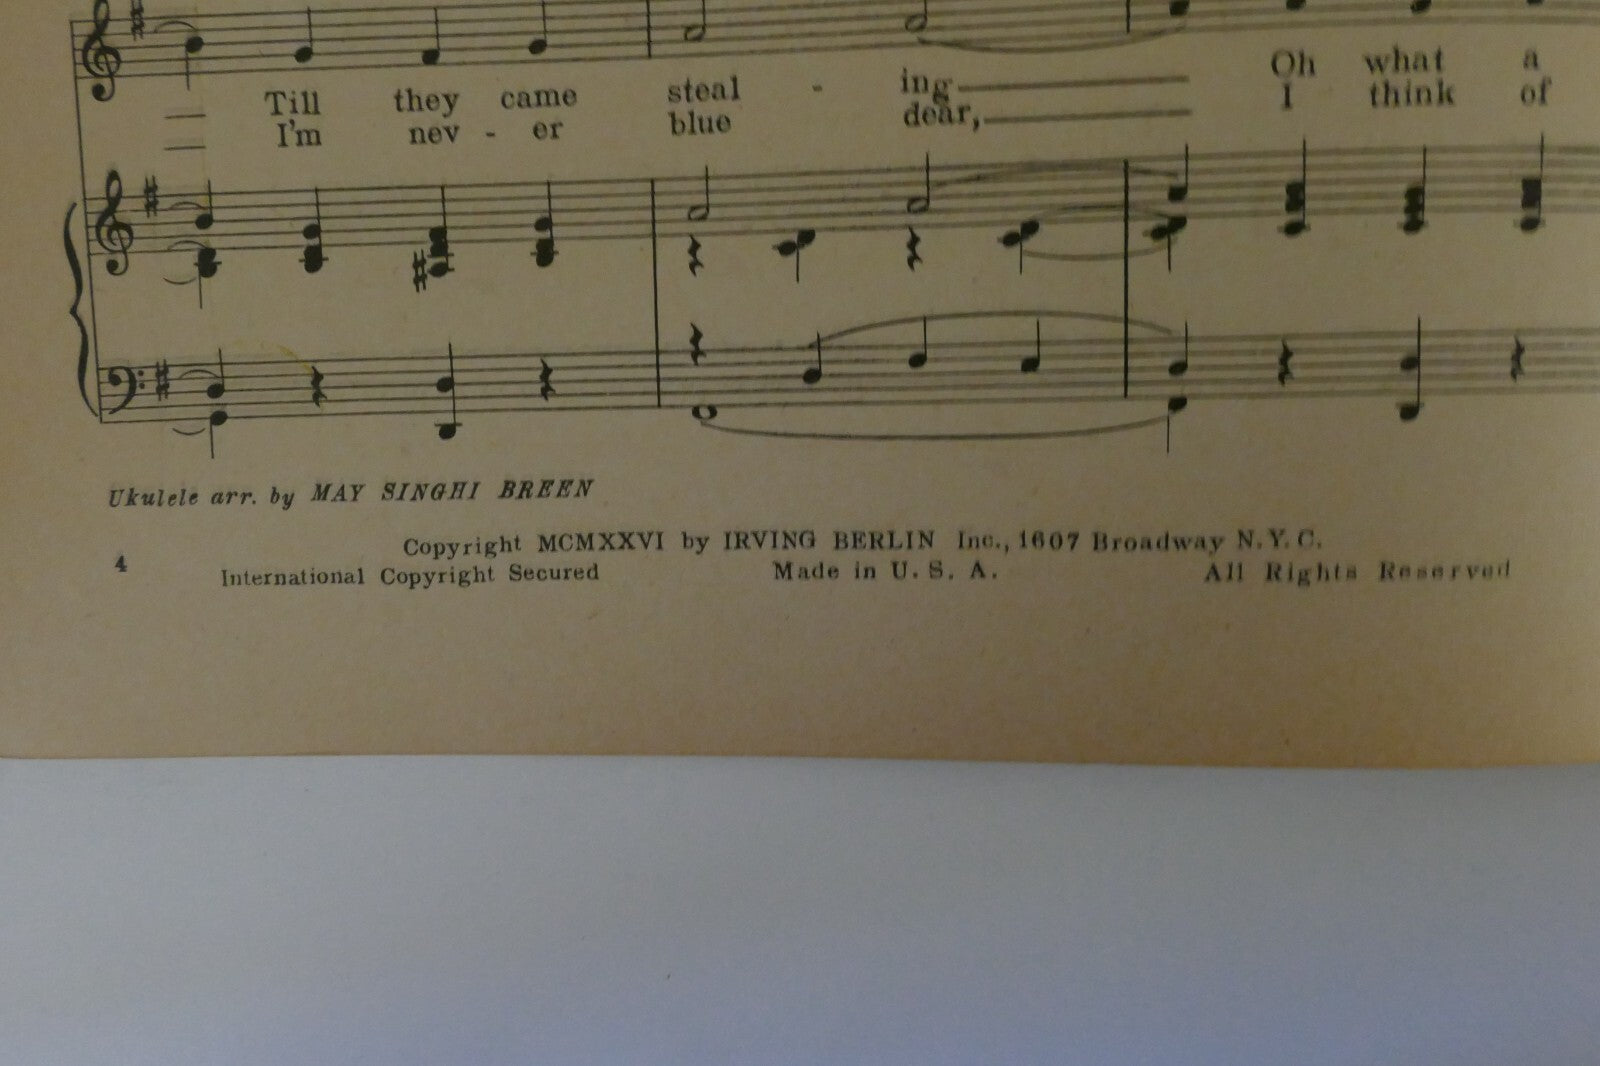 Till they came steal - ing Oh what a
I'm nev - er blue dear, I think of
Ukulele arr. by MAY SINGHI BREEN
Copyright MCMXXVI by IRVING BERLIN Inc., 1607 Broadway N.Y.C.
4 International Copyright Secured Made in U. S. A. All Rights Reserved